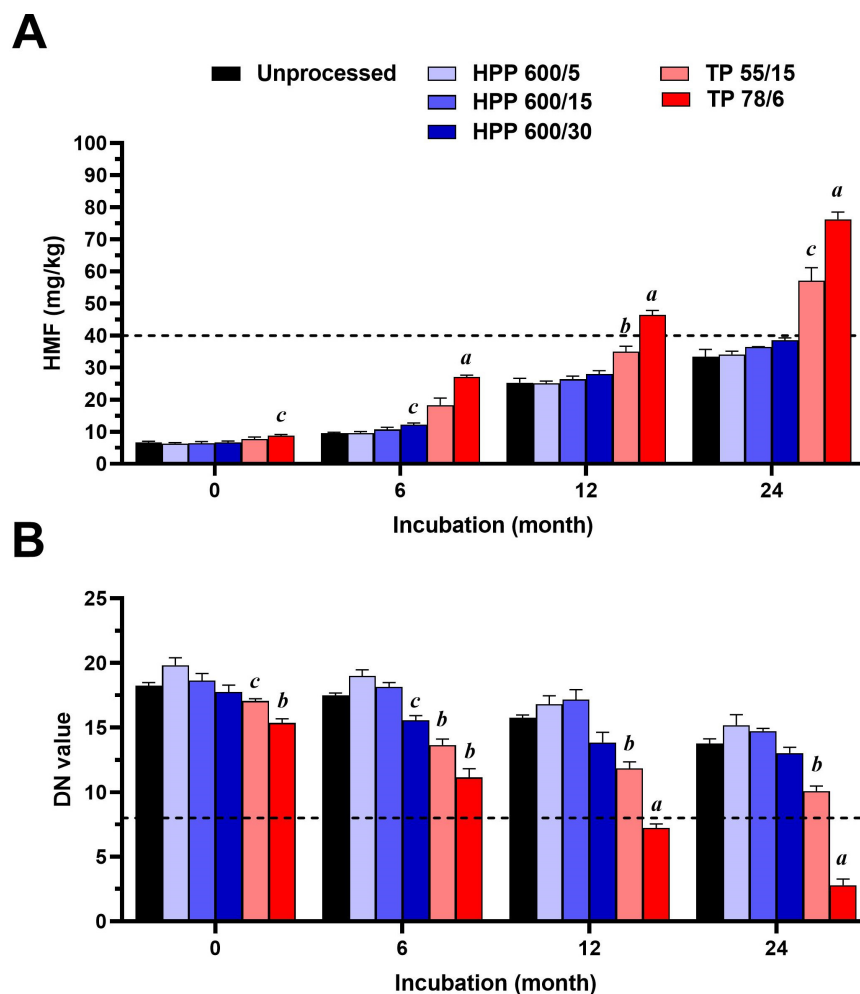 A
Unprocessed HPP 600/5 TP 55/15
HPP 600/15 TP 78/6
HPP 600/30
100
90
80
70
60
50
40
30
20
10
0
HMF (mg/kg)
c
c
a
b
a
c
a
0 6 12 24
Incubation (month)
B
25
20
15
10
5
0
DN value
c
b
c
b
b
b
a
b
a
0 6 12 24
Incubation (month)